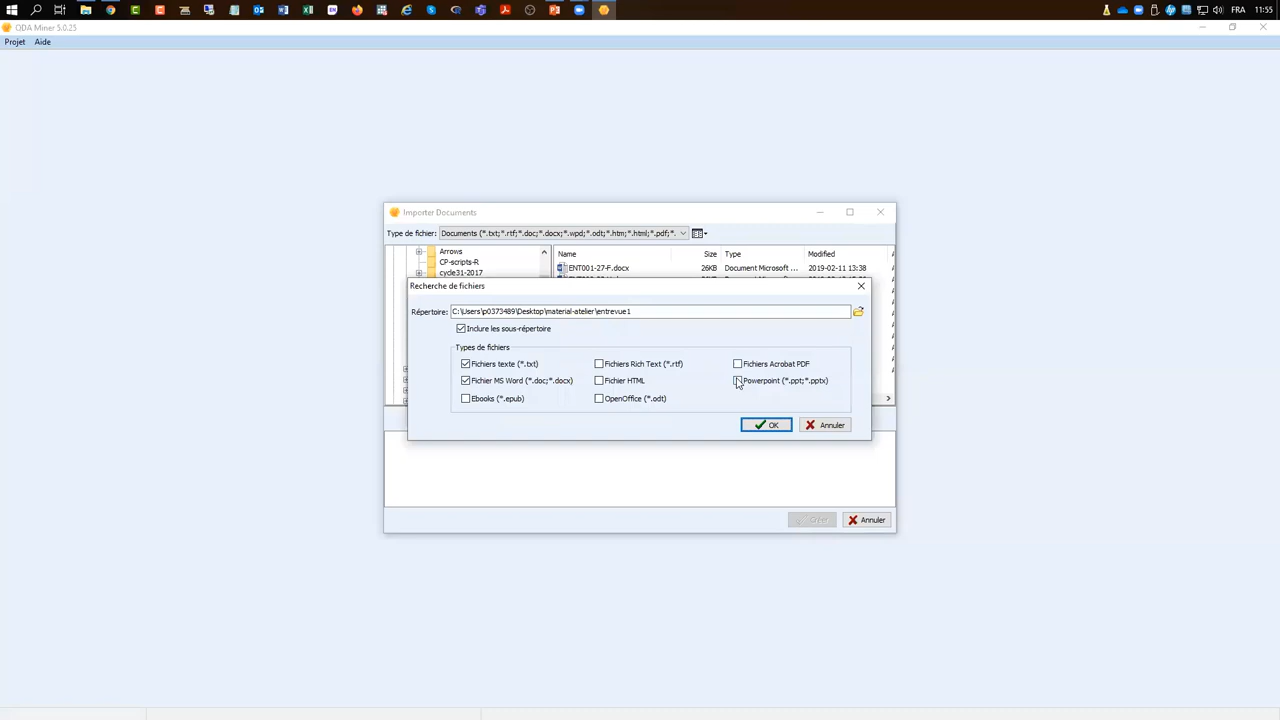 FRA 11:55
QDA Miner 5.0.25
Projet Aide
Importer Documents
Type de fichier: Documents (*.txt;*.rtf;*.doc;*.docx;*.wpd;*.odt;*.htm;*.html;*.pdf;*.
Arrows
CP-scripts-R
cycle31-2017
Name Size Type Modified
ENT001-27-F.docx 26KB Document Microsoft ... 2019-02-11 13:38
Recherche de fichiers
Répertoire: C:\Users\p0373489\Desktop\material-atelier\entrevue1
Inclure les sous-répertoire
Types de fichiers
Fichiers texte (*.txt) Fichiers Rich Text (*.rtf) Fichiers Acrobat PDF
Fichier MS Word (*.doc;*.docx) Fichier HTML Powerpoint (*.ppt;*.pptx)
Ebooks (*.epub) OpenOffice (*.odt)
OK Annuler
Créer Annuler